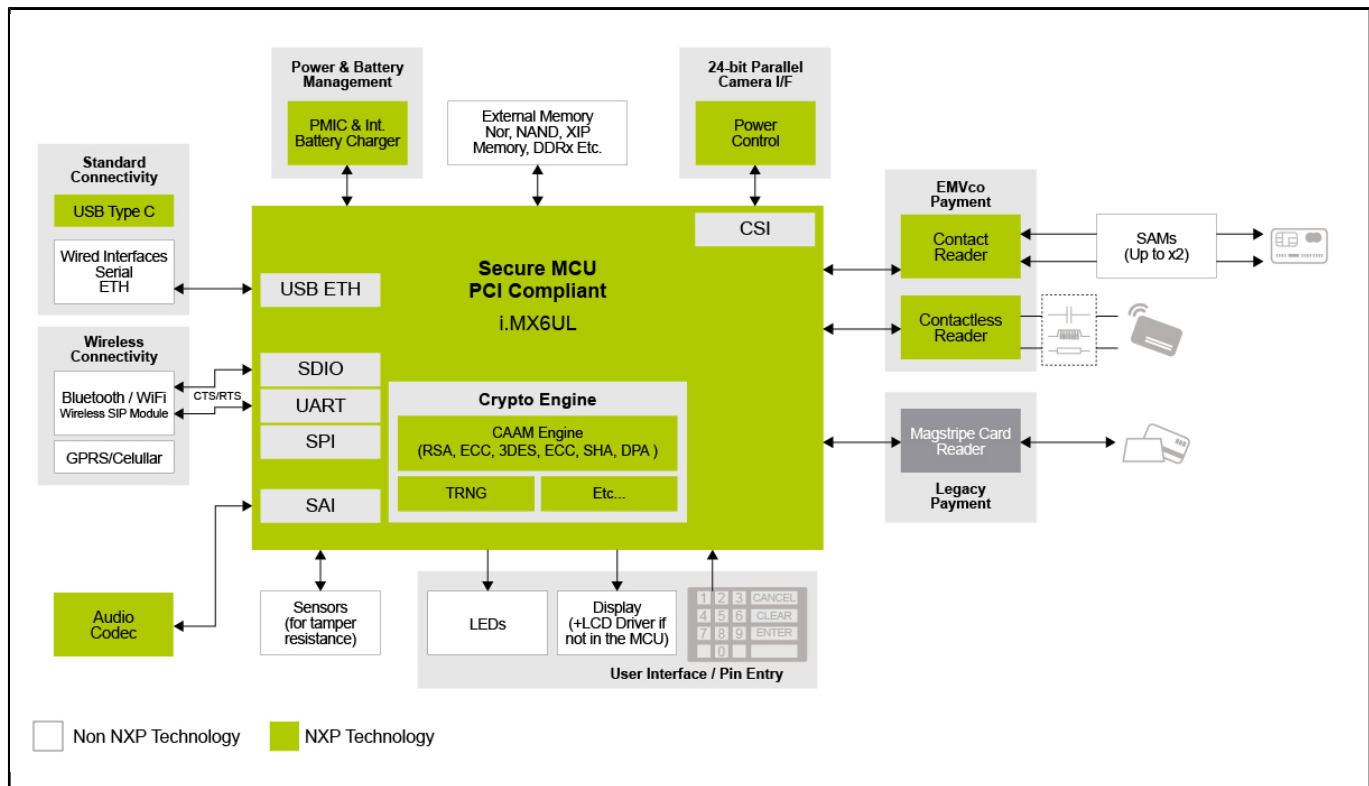 Power & Battery
Management
PMIC & Int.
Battery Charger
External Memory
Nor, NAND, XIP
Memory, DDRx Etc.
24-bit Parallel
Camera I/F
Power
Control
Standard
Connectivity
USB Type C
Wired Interfaces
Serial
ETH
Wireless
Connectivity
Bluetooth / WiFi
Wireless SIP Module
GPRS/Celullar
CTS/RTS
Audio
Codec
CSI
Secure MCU
PCI Compliant
i.MX6UL
USB ETH
SDIO
UART
SPI
SAI
Crypto Engine
CAAM Engine
(RSA, ECC, 3DES, ECC, SHA, DPA )
TRNG
Etc...
EMVco
Payment
Contact
Reader
Contactless
Reader
SAMs
(Up to x2)
Magstripe Card
Reader
Legacy
Payment
Sensors
(for tamper
resistance)
LEDs
Display
(+LCD Driver if
not in the MCU)
1 2 3 CANCEL
4 5 6 CLEAR
7 8 9 ENTER
0
User Interface / Pin Entry
Non NXP Technology
NXP Technology